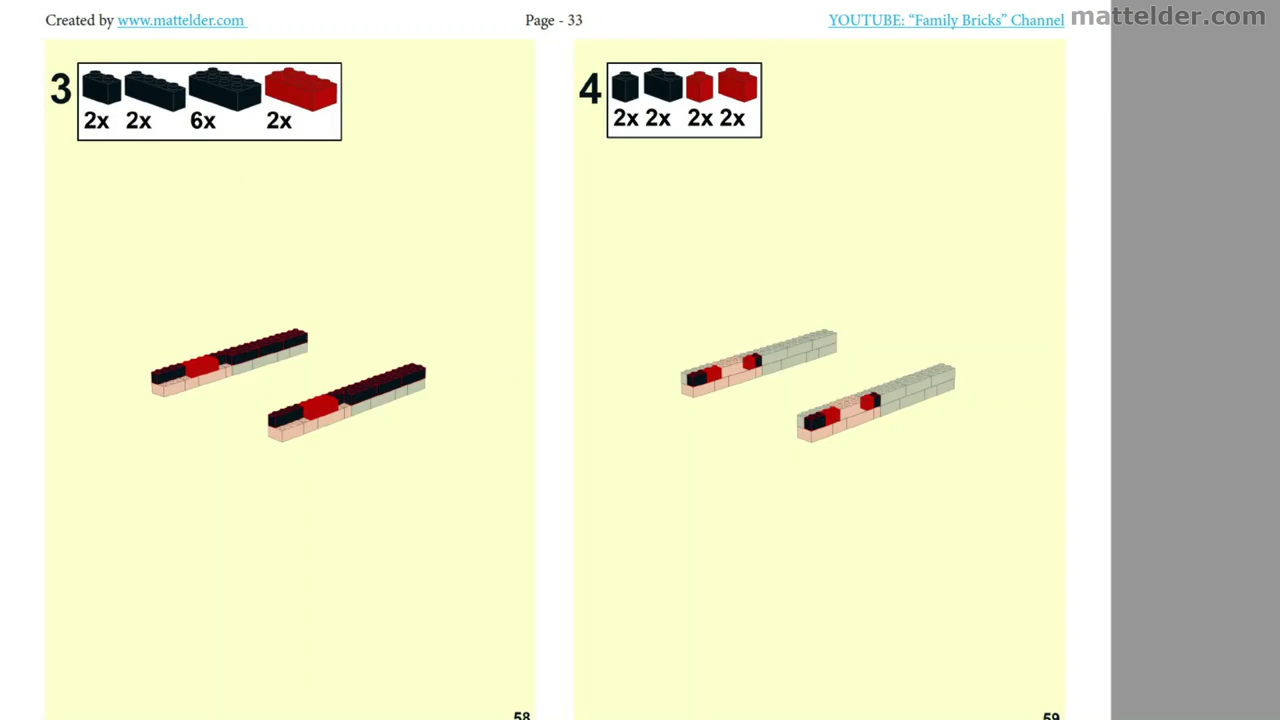 Created by www.mattelder.com
Page - 33
YOUTUBE: “Family Bricks” Channel
mattelder.com
3
2x 2x 6x 2x
58
4
2x 2x 2x 2x
59